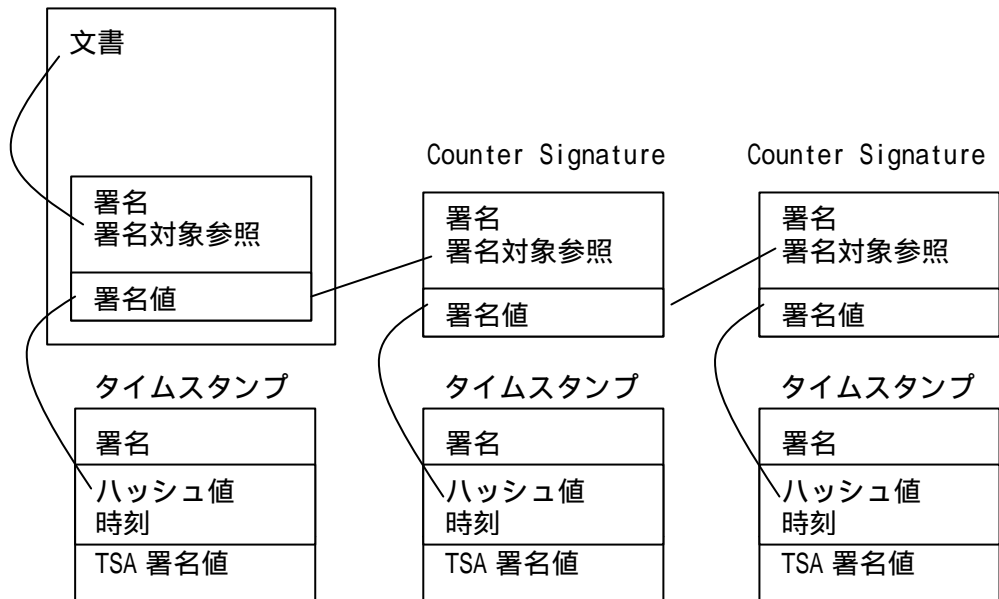 文書
Counter Signature
Counter Signature
署名
署名対象参照
署名値
署名
署名対象参照
署名値
署名
署名対象参照
署名値
タイムスタンプ
署名
ハッシュ値
時刻
TSA 署名値
タイムスタンプ
署名
ハッシュ値
時刻
TSA 署名値
タイムスタンプ
署名
ハッシュ値
時刻
TSA 署名値